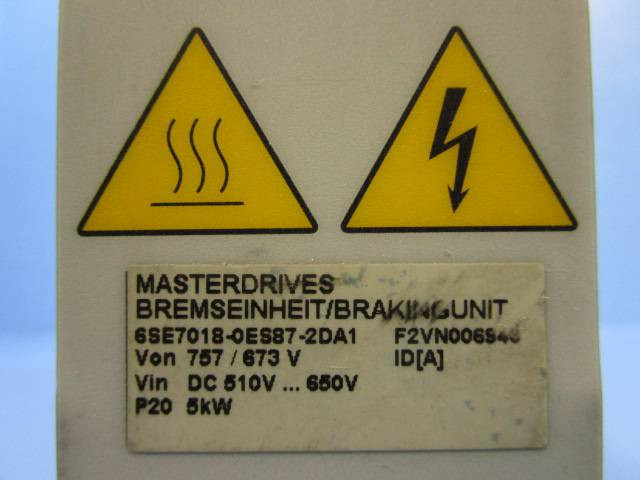 MASTERDRIVES
BREMSEINHEIT/BRAKINGUNIT
6SE7018-0ES87-2DA1
Von 757 / 673 V ID[A]
Vin DC 510V ... 650V
P20 5kW